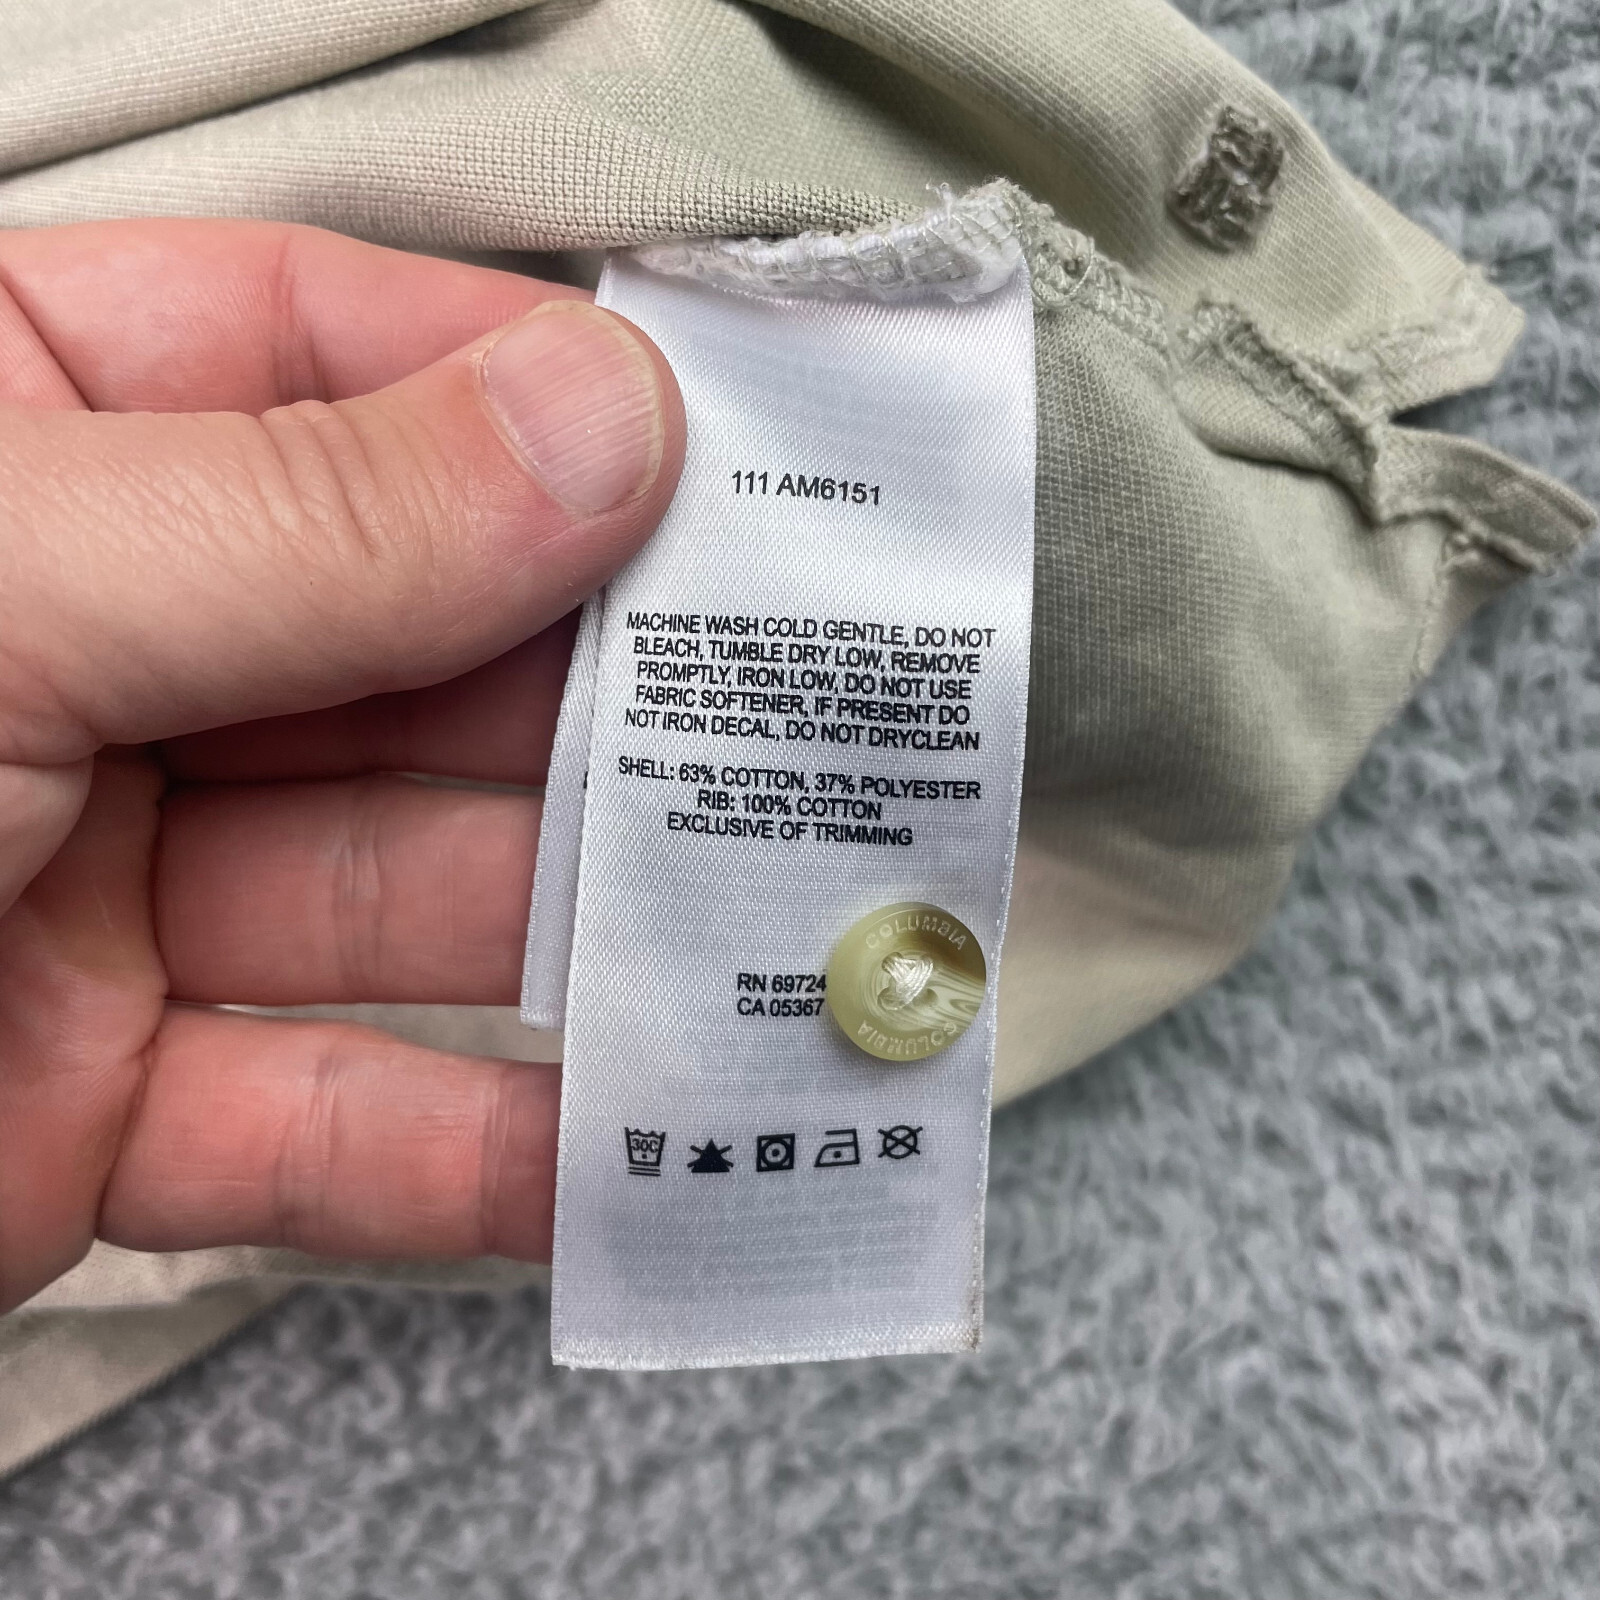 111 AM6151
MACHINE WASH COLD GENTLE, DO NOT
BLEACH, TUMBLE DRY LOW, REMOVE
PROMPTLY, IRON LOW, DO NOT USE
FABRIC SOFTENER, IF PRESENT DO
NOT IRON DECAL, DO NOT DRYCLEAN
SHELL: 63% COTTON, 37% POLYESTER
RIB: 100% COTTON
EXCLUSIVE OF TRIMMING
COLUMBIA
RN 69724
CA 05367
COLUMBIA
30C